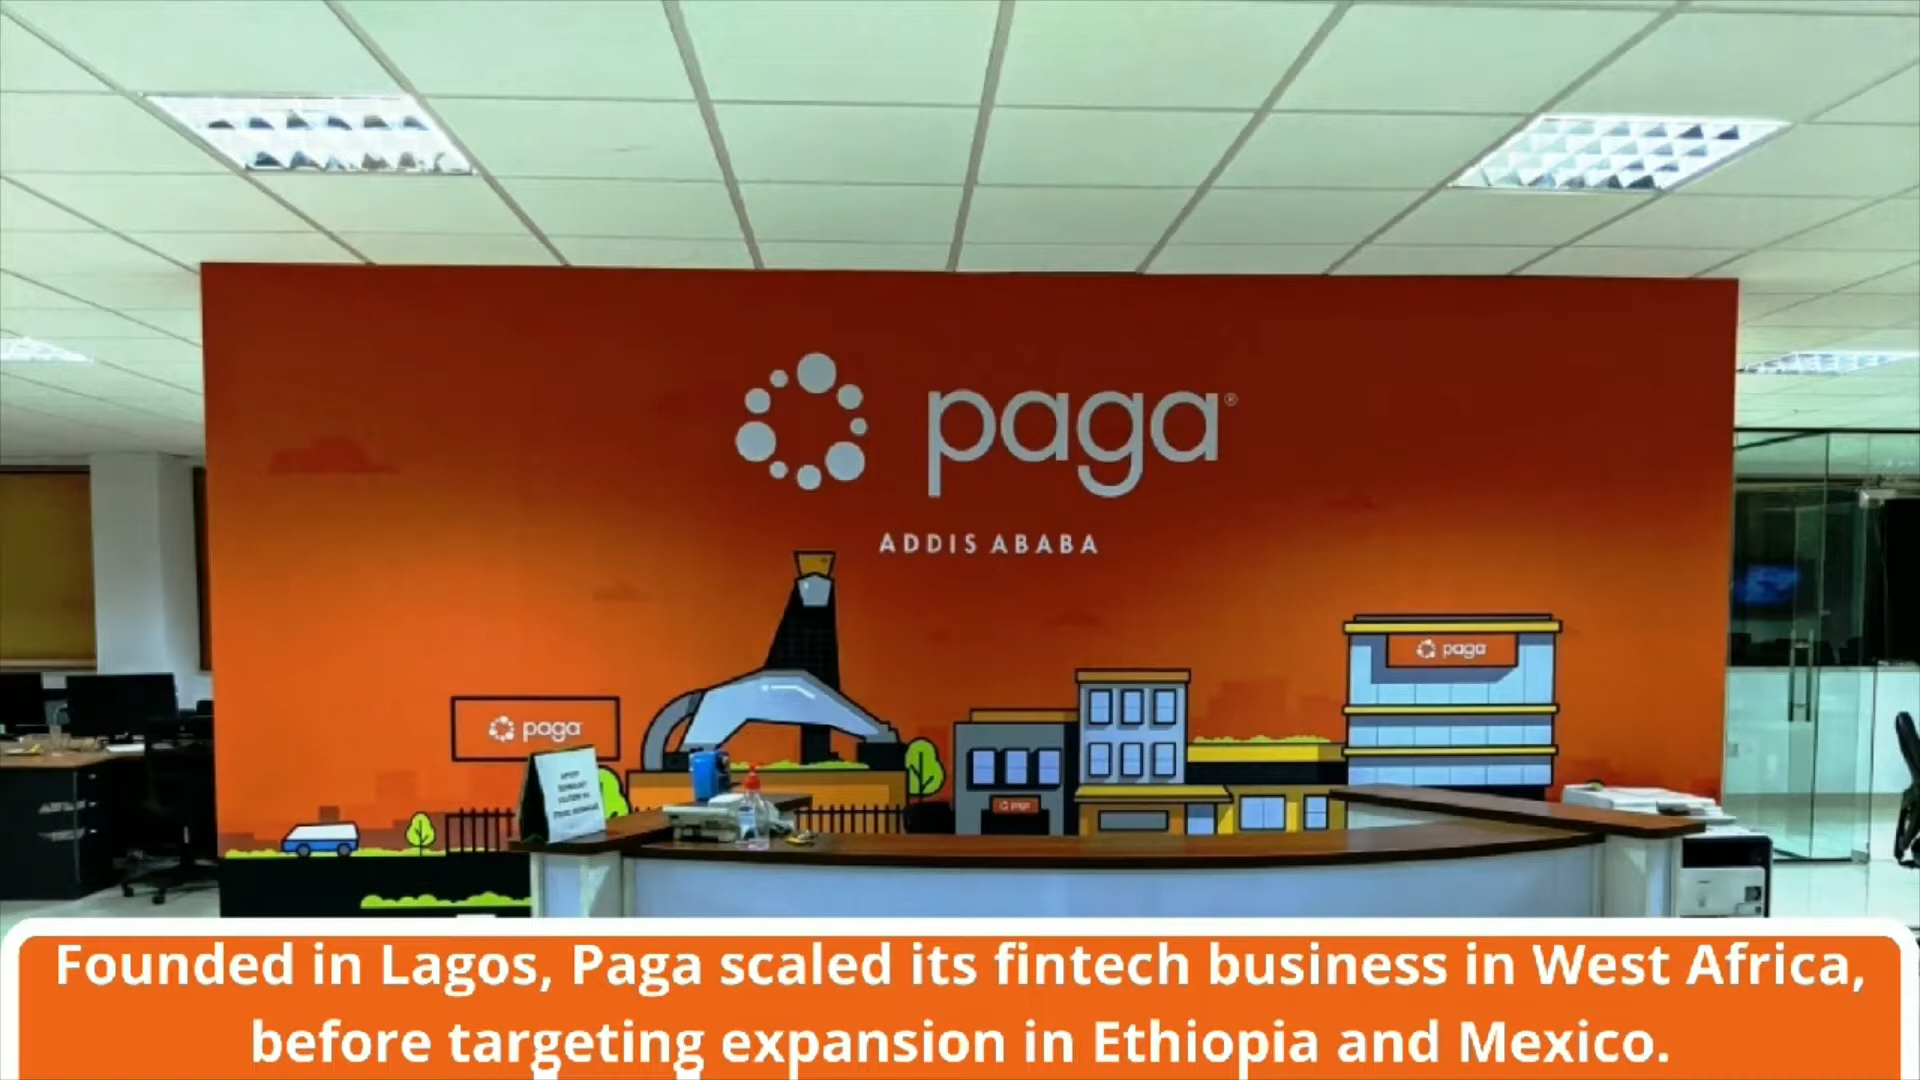 paga®
ADDIS ABABA
paga
paga
paga
Founded in Lagos, Paga scaled its fintech business in West Africa,
before targeting expansion in Ethiopia and Mexico.